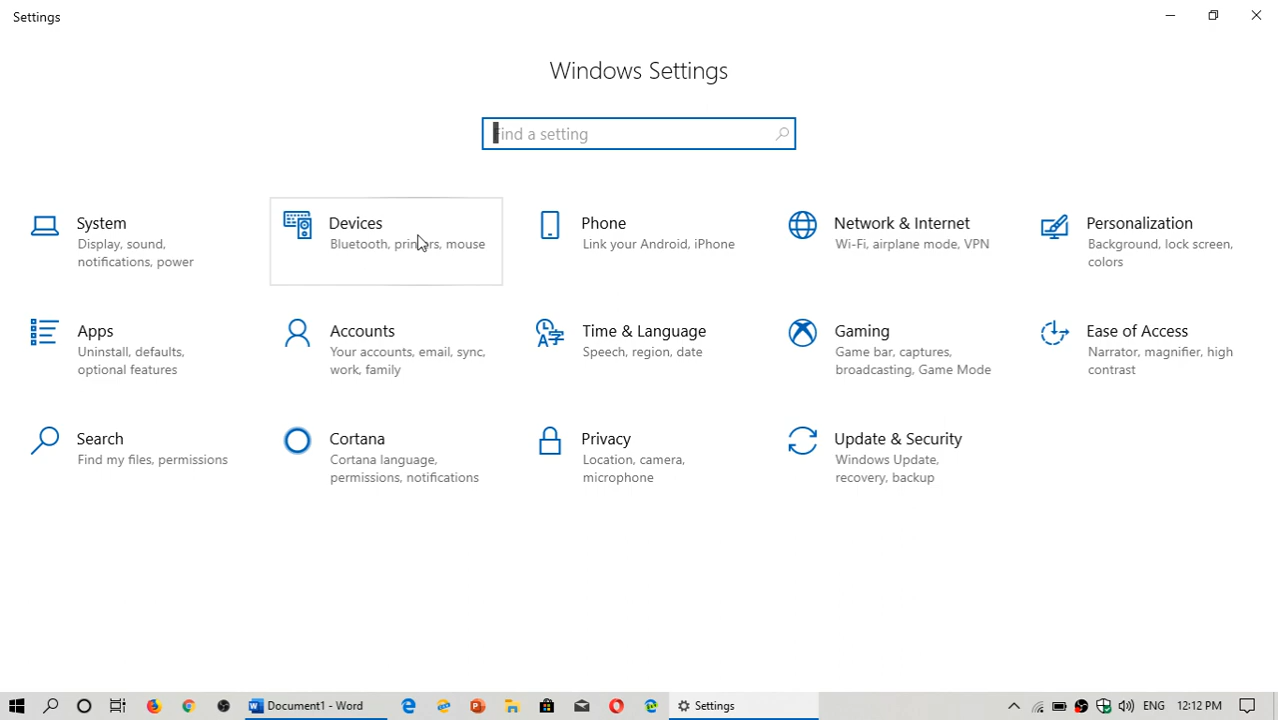 Settings
Windows Settings
Find a setting
System
Display, sound,
notifications, power
Devices
Bluetooth, printers, mouse
Phone
Link your Android, iPhone
Network & Internet
Wi-Fi, airplane mode, VPN
Personalization
Background, lock screen,
colors
Apps
Uninstall, defaults,
optional features
Accounts
Your accounts, email, sync,
work, family
Time & Language
Speech, region, date
Gaming
Game bar, captures,
broadcasting, Game Mode
Ease of Access
Narrator, magnifier, high
contrast
Search
Find my files, permissions
Cortana
Cortana language,
permissions, notifications
Privacy
Location, camera,
microphone
Update & Security
Windows Update,
recovery, backup
Document1 - Word
Settings
ENG
12:12 PM